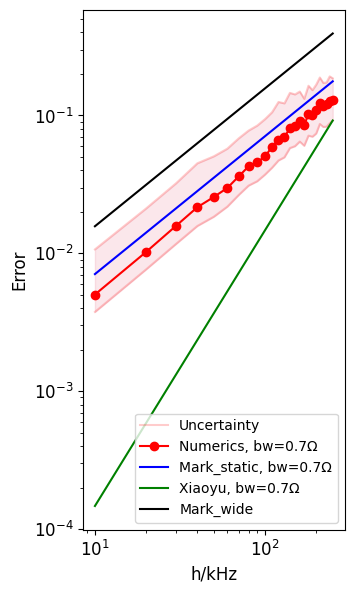 10⁻¹
10⁻²
10⁻³
10⁻⁴
Error
Uncertainty
Numerics, bw=0.7Ω
Mark_static, bw=0.7Ω
Xiaoyu, bw=0.7Ω
Mark_wide
10¹
10²
h/kHz